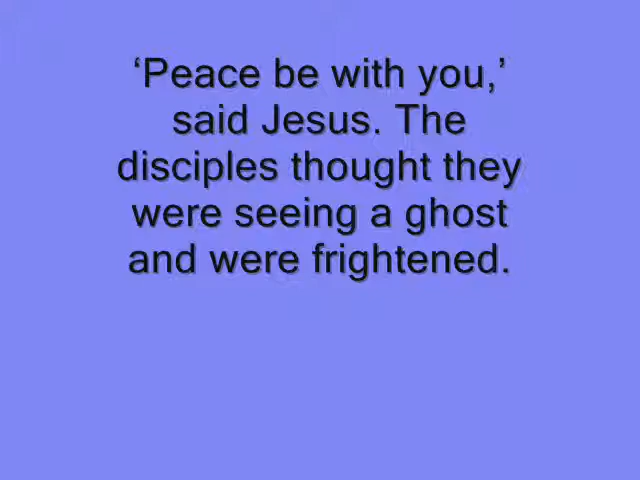 ‘Peace be with you,’
said Jesus. The
disciples thought they
were seeing a ghost
and were frightened.